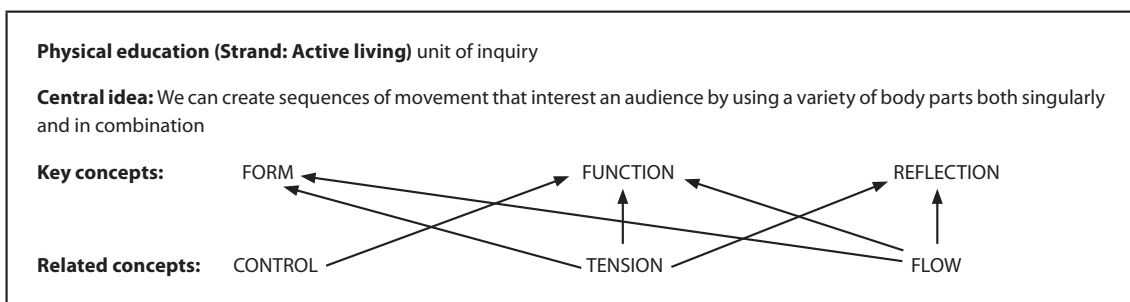 Physical education (Strand: Active living) unit of inquiry
Central idea: We can create sequences of movement that interest an audience by using a variety of body parts both singularly
and in combination
Key concepts: FORM FUNCTION REFLECTION
Related concepts: CONTROL TENSION FLOW